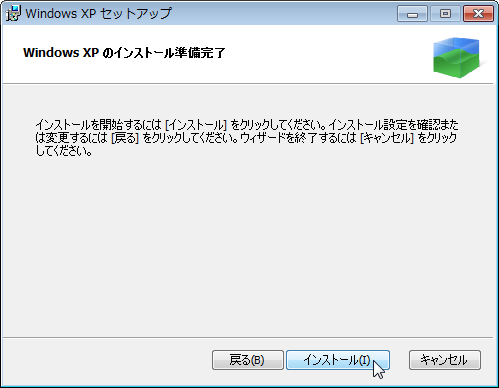 Windows XP セットアップ
Windows XP のインストール準備完了
インストールを開始するには [インストール] をクリックしてください。インストール設定を確認また
は変更するには [戻る] をクリックしてください。ウィザードを終了するには [キャンセル] をクリック
してください。
戻る(B)
インストール(I)
キャンセル